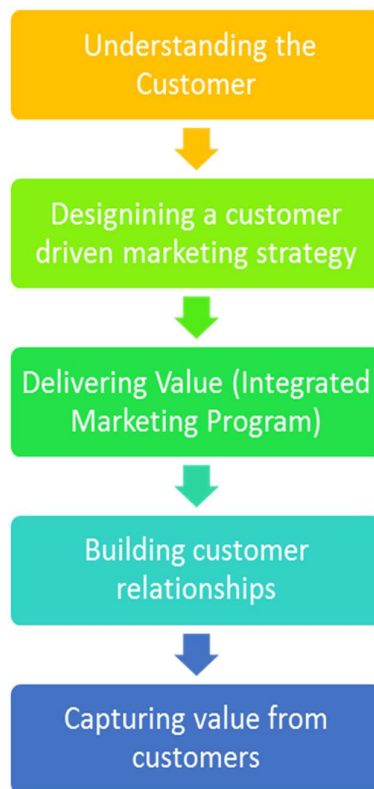 Understanding the
Customer
Designining a customer
driven marketing strategy
Delivering Value (Integrated
Marketing Program)
Building customer
relationships
Capturing value from
customers